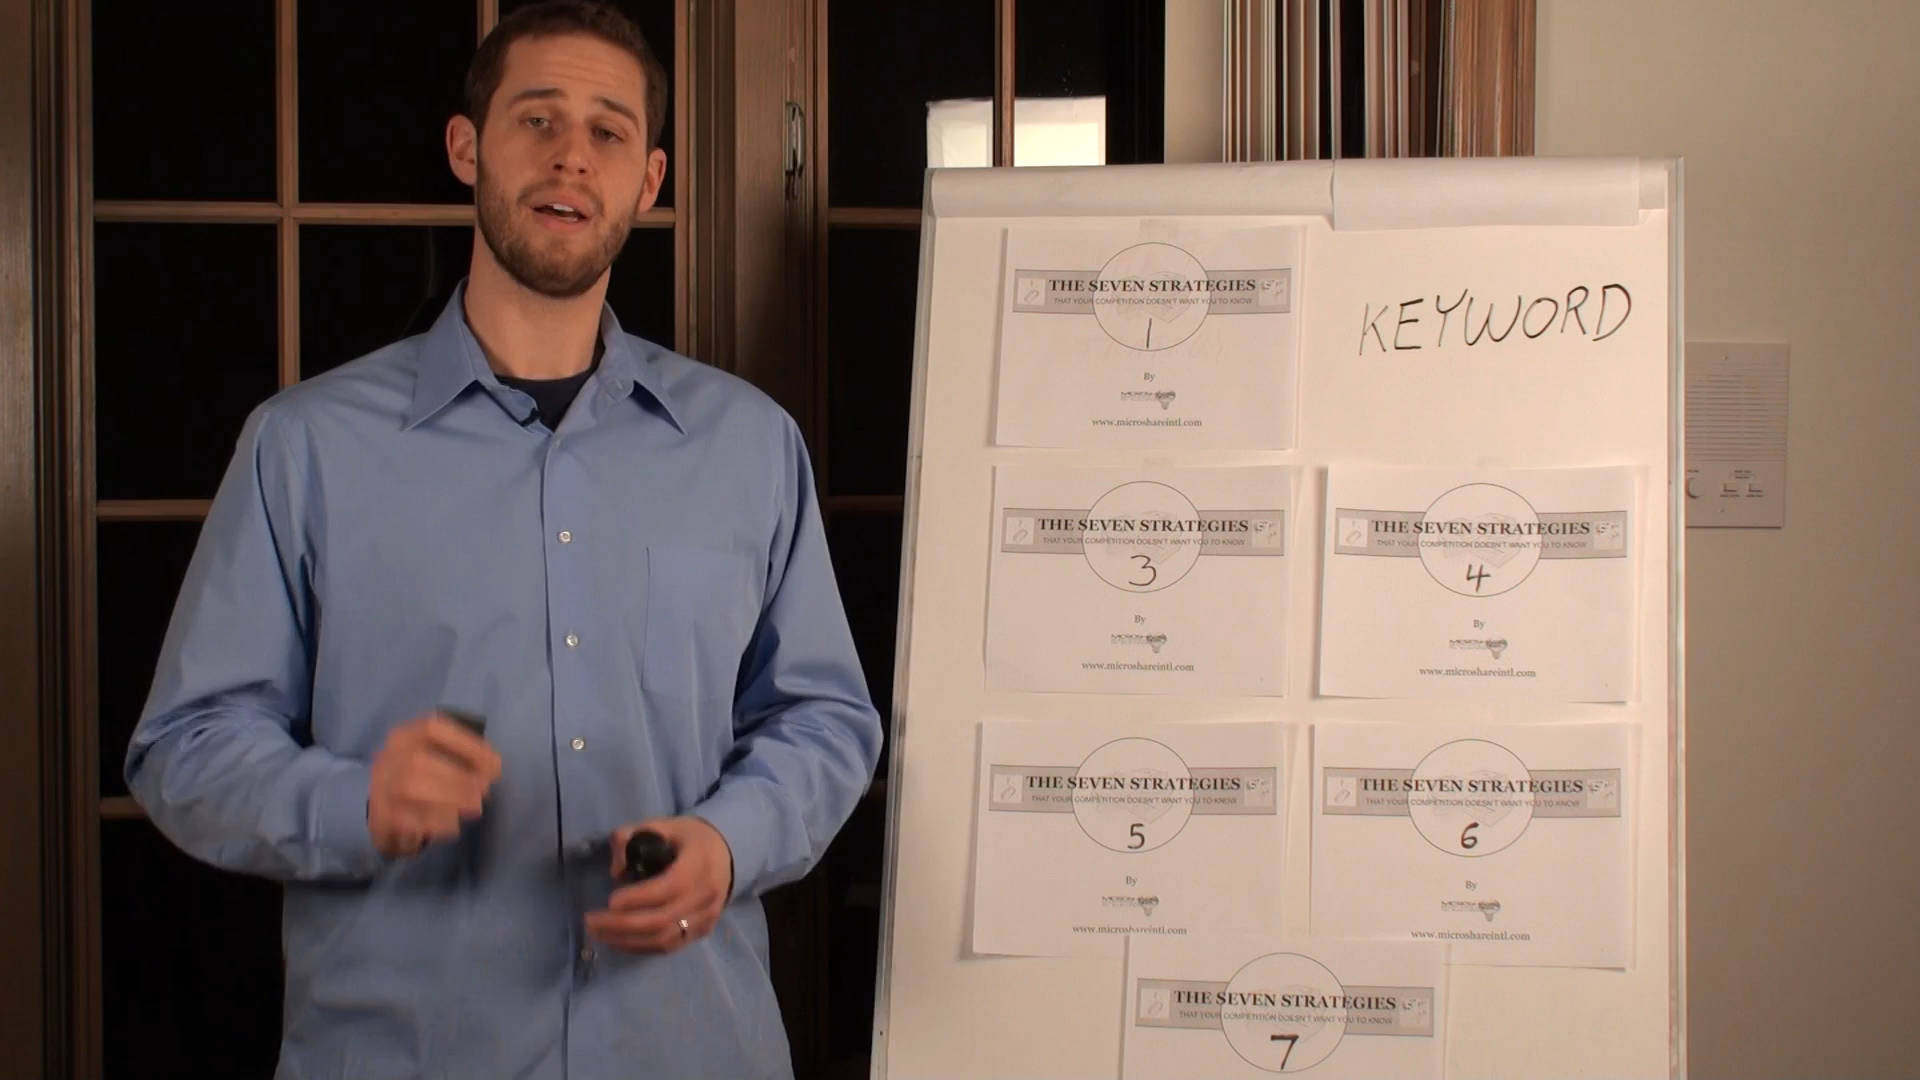 THE SEVEN STRATEGIES
THAT YOUR COMPETITION DOESN'T WANT YOU TO KNOW
1
By
www.microshareintl.com
KEYWORD
THE SEVEN STRATEGIES
THAT YOUR COMPETITION DOESN'T WANT YOU TO KNOW
3
By
www.microshareintl.com
THE SEVEN STRATEGIES
THAT YOUR COMPETITION DOESN'T WANT YOU TO KNOW
4
By
www.microshareintl.com
THE SEVEN STRATEGIES
THAT YOUR COMPETITION DOESN'T WANT YOU TO KNOW
5
By
www.microshareintl.com
THE SEVEN STRATEGIES
THAT YOUR COMPETITION DOESN'T WANT YOU TO KNOW
6
By
www.microshareintl.com
THE SEVEN STRATEGIES
THAT YOUR COMPETITION DOESN'T WANT YOU TO KNOW
7